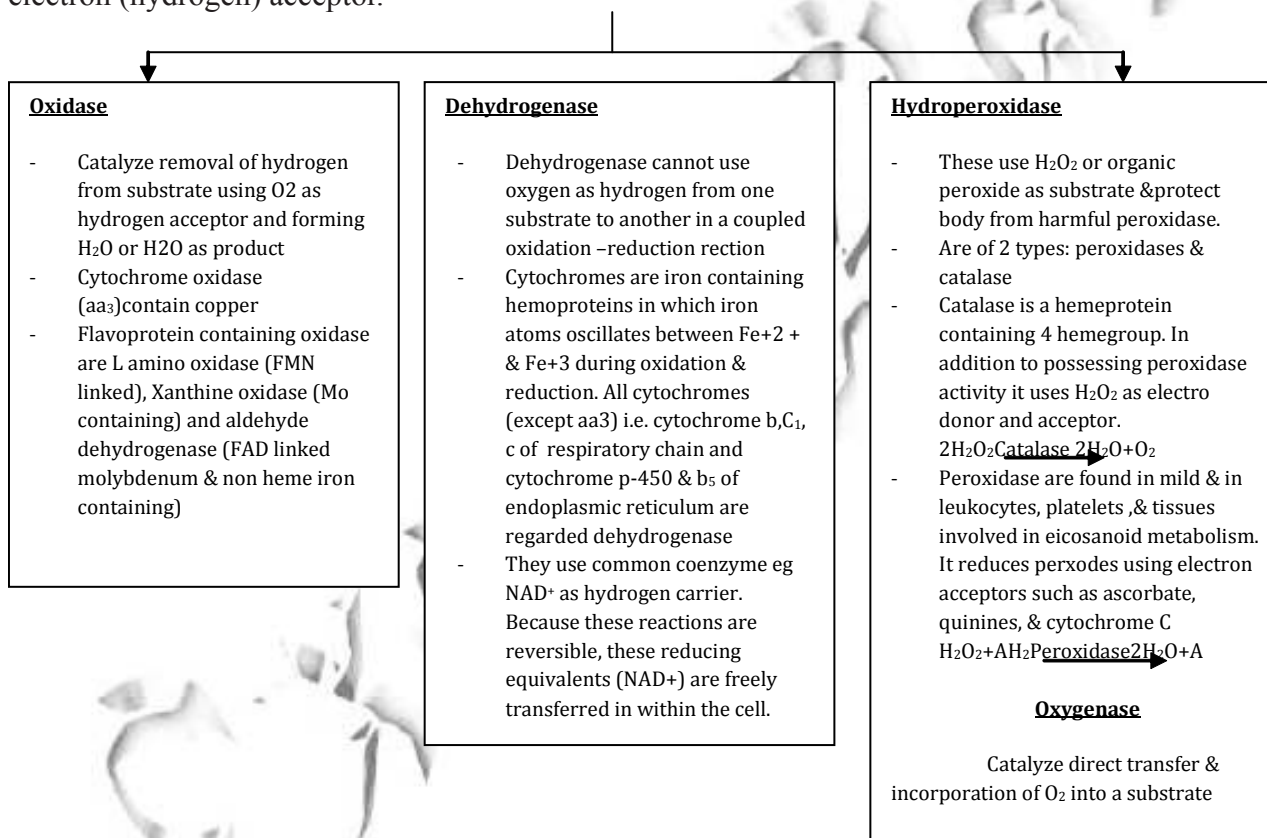 electron (hydrogen) acceptor.
Oxidase
- Catalyze removal of hydrogen
from substrate using O2 as
hydrogen acceptor and forming
H₂O or H2O as product
- Cytochrome oxidase
(aa₃)contain copper
- Flavoprotein containing oxidase
are L amino oxidase (FMN
linked), Xanthine oxidase (Mo
containing) and aldehyde
dehydrogenase (FAD linked
molybdenum & non heme iron
containing)
Dehydrogenase
- Dehydrogenase cannot use
oxygen as hydrogen from one
substrate to another in a coupled
oxidation –reduction rection
- Cytochromes are iron containing
hemoproteins in which iron
atoms oscillates between Fe+2 +
& Fe+3 during oxidation &
reduction. All cytochromes
(except aa3) i.e. cytochrome b,C₁,
c of respiratory chain and
cytochrome p-450 & b₅ of
endoplasmic reticulum are
regarded dehydrogenase
- They use common coenzyme eg
NAD⁺ as hydrogen carrier.
Because these reactions are
reversible, these reducing
equivalents (NAD+) are freely
transferred in within the cell.
Hydroperoxidase
- These use H₂O₂ or organic
peroxide as substrate &protect
body from harmful peroxidase.
- Are of 2 types: peroxidases &
catalase
- Catalase is a hemeprotein
containing 4 hemegroup. In
addition to possessing peroxidase
activity it uses H₂O₂ as electro
donor and acceptor.
2H₂O₂Catalase 2H₂O+O₂
- Peroxidase are found in mild & in
leukocytes, platelets ,& tissues
involved in eicosanoid metabolism.
It reduces perxodes using electron
acceptors such as ascorbate,
quinines, & cytochrome C
H₂O₂+AH₂Peroxidase2H₂O+A
Oxygenase
Catalyze direct transfer &
incorporation of O₂ into a substrate